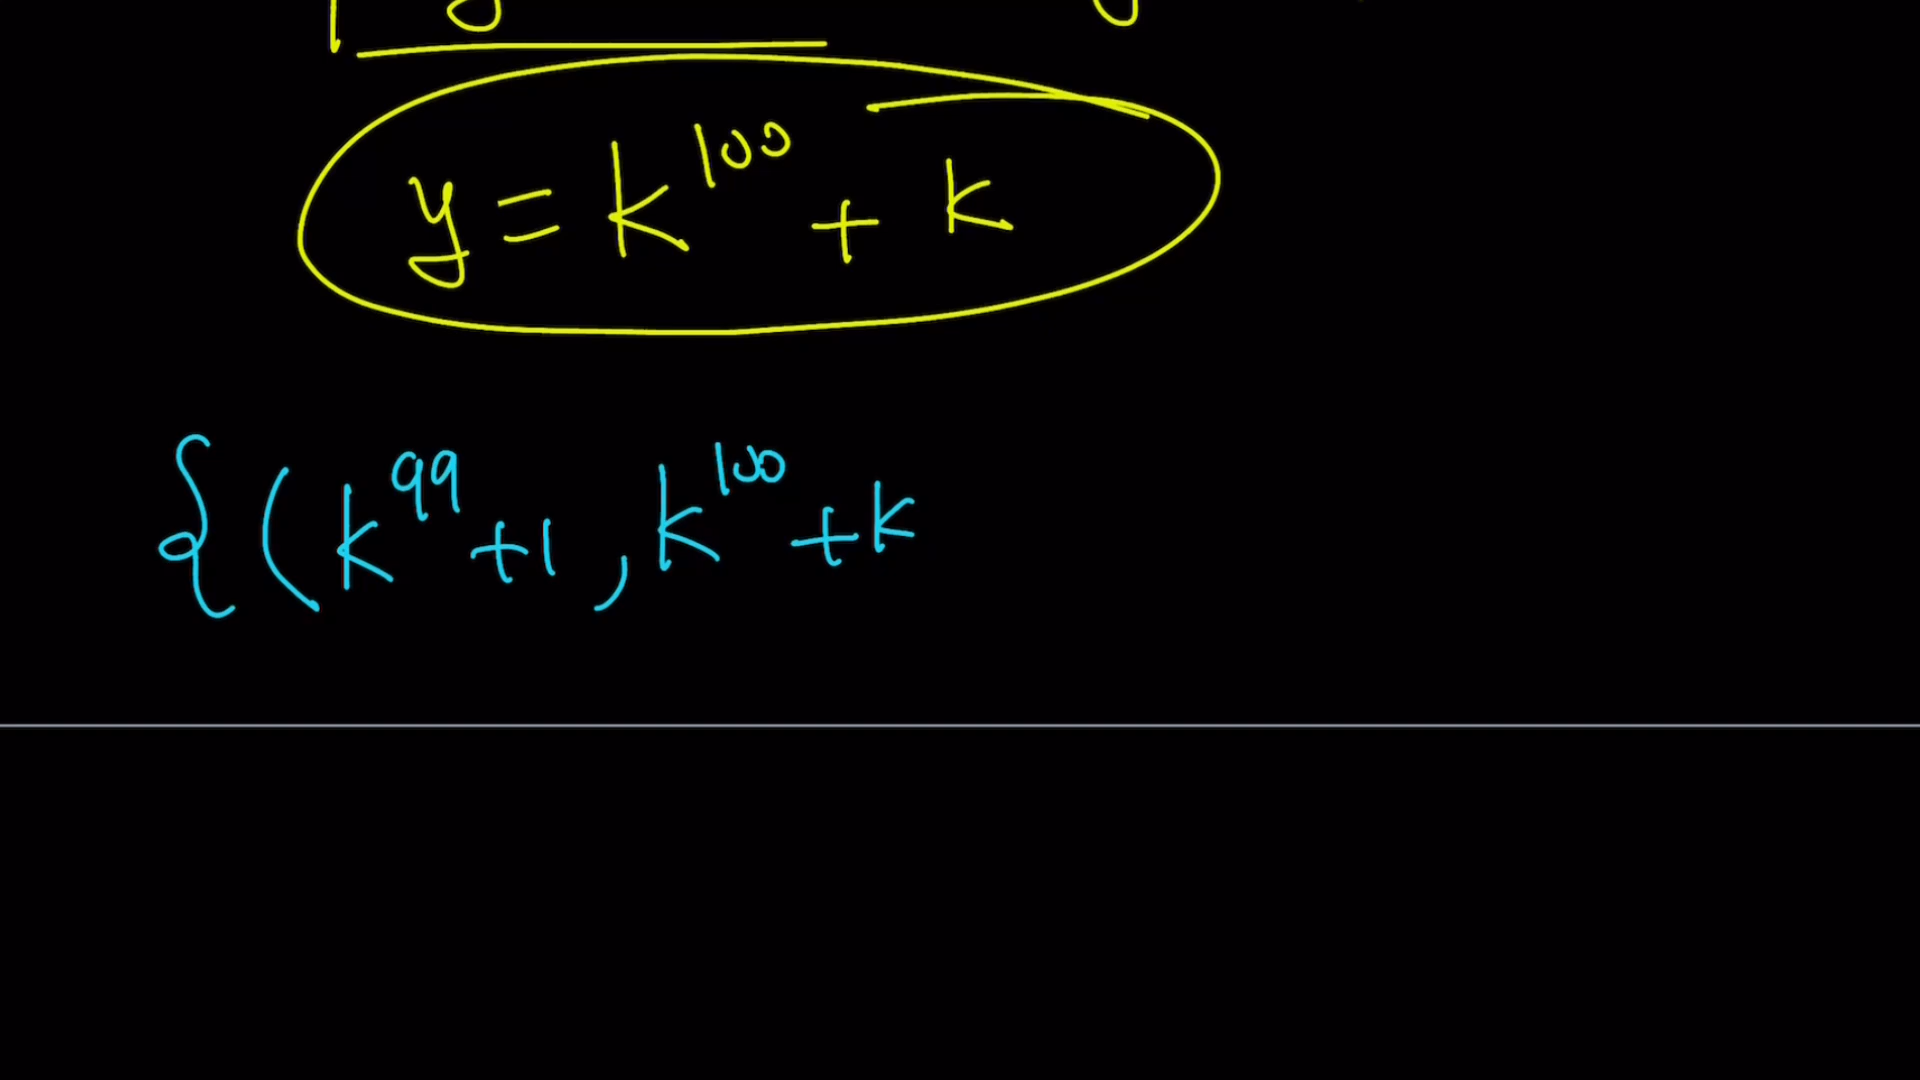 y = k^100 + k
{(k^99 + 1, k^100 + k